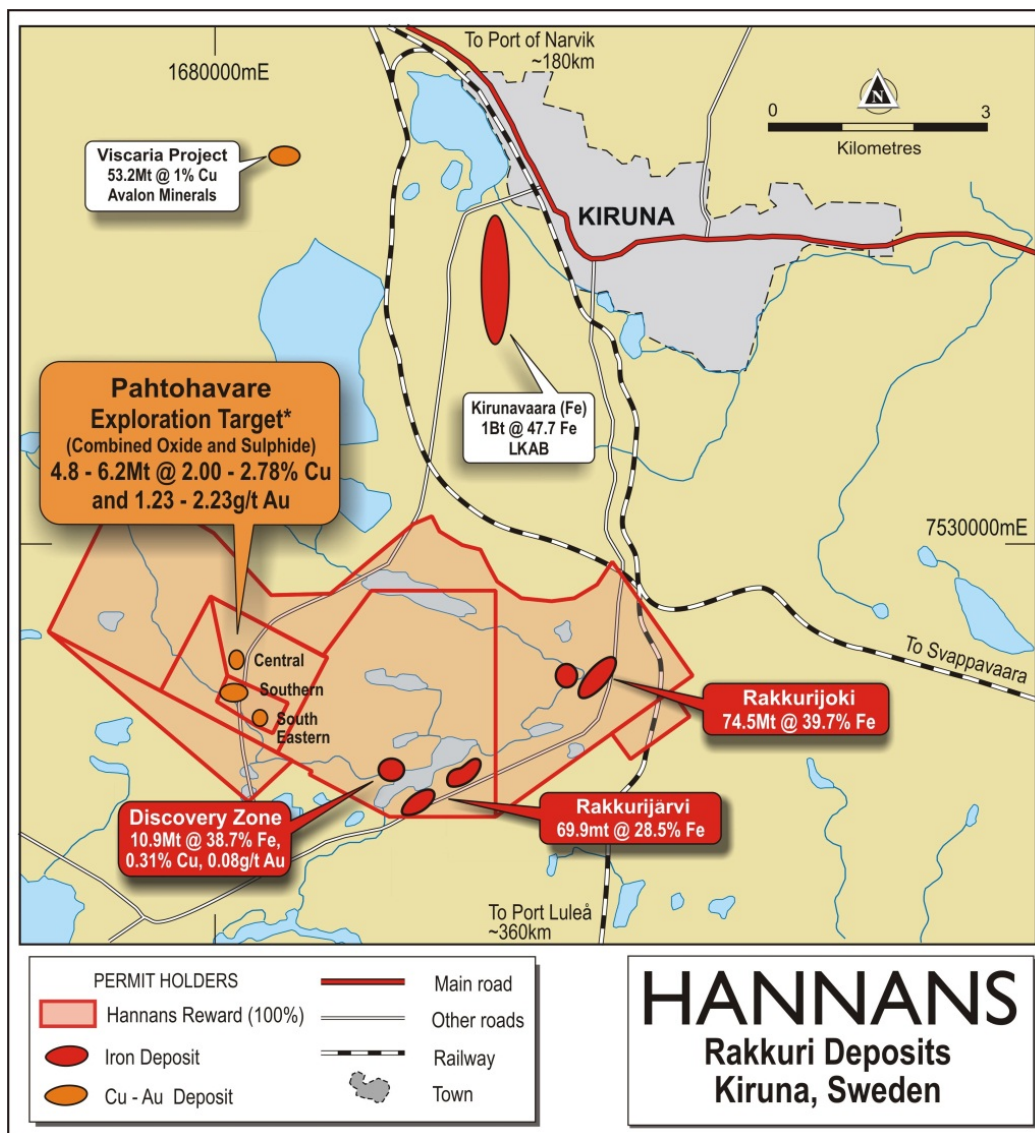 To Port of Narvik
~180km
1680000mE
N
0
3
Kilometres
Viscaria Project
53.2Mt @ 1% Cu
Avalon Minerals
KIRUNA
Pahtohavare
Exploration Target*
(Combined Oxide and Sulphide)
4.8 - 6.2Mt @ 2.00 - 2.78% Cu
and 1.23 - 2.23g/t Au
Kirunavaara (Fe)
1Bt @ 47.7 Fe
LKAB
7530000mE
To Svappavaara
Central
Southern
South
Eastern
Rakkurijoki
74.5Mt @ 39.7% Fe
Discovery Zone
10.9Mt @ 38.7% Fe,
0.31% Cu, 0.08g/t Au
Rakkurijärvi
69.9mt @ 28.5% Fe
To Port Luleå
~360km
PERMIT HOLDERS
Hannans Reward (100%)
Iron Deposit
Cu - Au Deposit
Main road
Other roads
Railway
Town
HANNANS
Rakkuri Deposits
Kiruna, Sweden